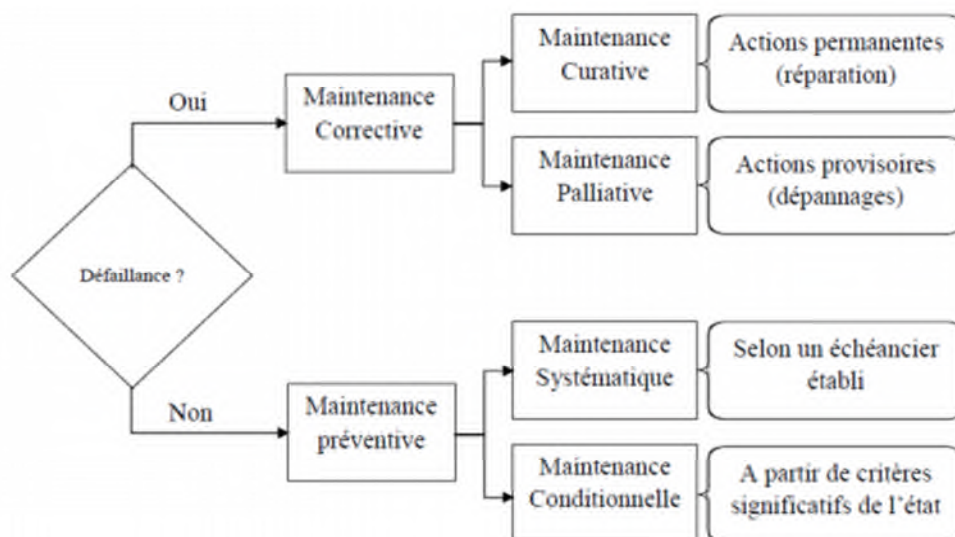 Défaillance ?
Oui
Maintenance
Corrective
Maintenance
Curative
Actions permanentes
(réparation)
Maintenance
Palliative
Actions provisoires
(dépannages)
Non
Maintenance
préventive
Maintenance
Systématique
Selon un échéancier
établi
Maintenance
Conditionnelle
A partir de critères
significatifs de l'état